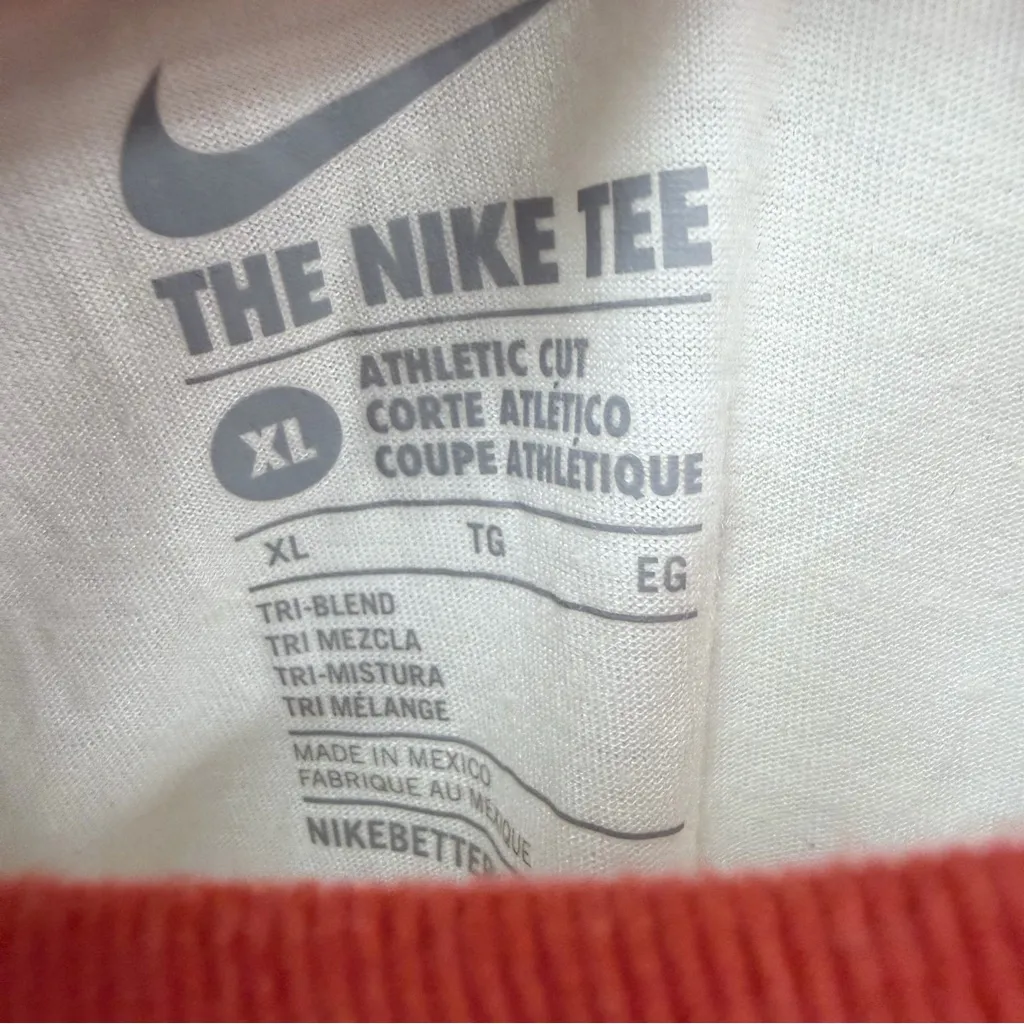 THE NIKE TEE
ATHLETIC CUT
CORTE ATLÉTICO
COUPE ATHLÉTIQUE
XL
XL TG EG
TRI-BLEND
TRI MEZCLA
TRI-MISTURA
TRI MÉLANGE
MADE IN MEXICO
FABRIQUE AU MEXIQUE